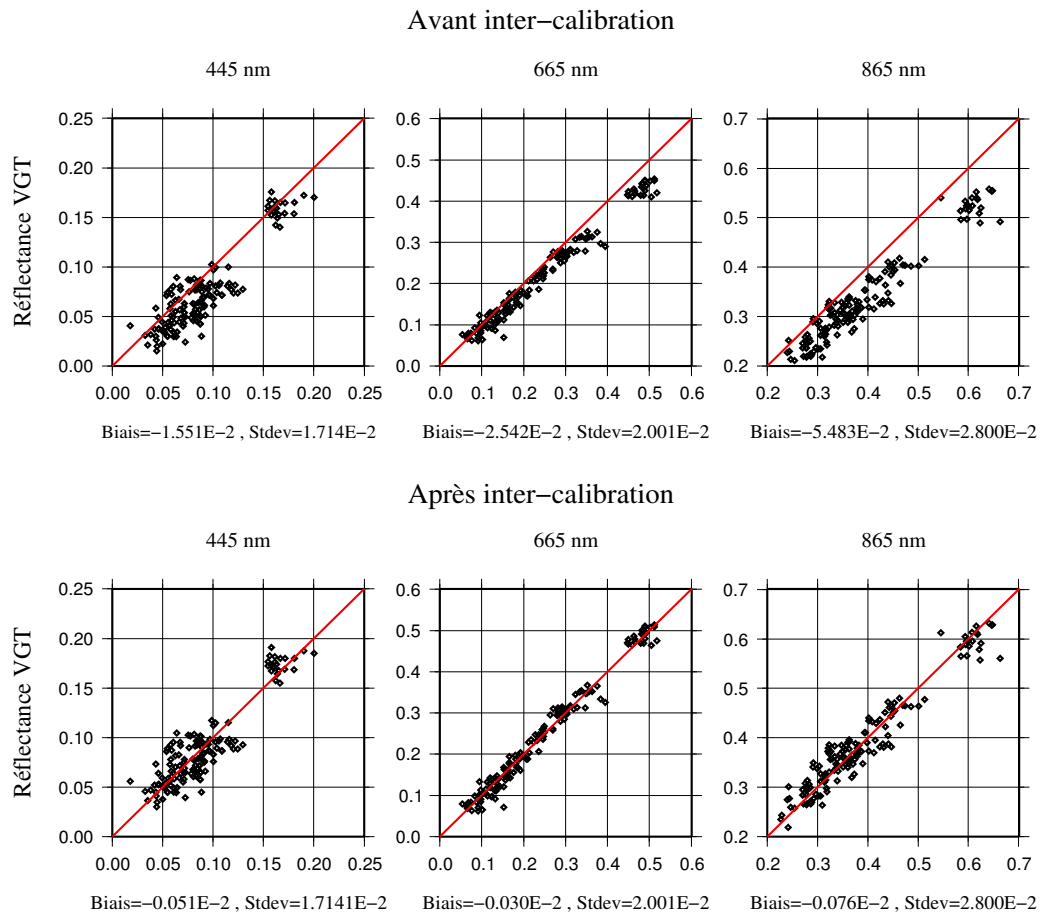 Avant inter−calibration
445 nm 665 nm 865 nm
0.25 0.6 0.7
0.20 0.5 0.6
0.15 0.4 0.5
0.10 0.3 0.4
0.05 0.2 0.3
0.00 0.1 0.2
0.0
Réflectance VGT
0.00 0.05 0.10 0.15 0.20 0.25 0.0 0.1 0.2 0.3 0.4 0.5 0.6 0.2 0.3 0.4 0.5 0.6 0.7
Biais=−1.551E−2 , Stdev=1.714E−2 Biais=−2.542E−2 , Stdev=2.001E−2 Biais=−5.483E−2 , Stdev=2.800E−2
Après inter−calibration
445 nm 665 nm 865 nm
0.25 0.6 0.7
0.20 0.5 0.6
0.15 0.4 0.5
0.10 0.3 0.4
0.05 0.2 0.3
0.00 0.1 0.2
0.0
Réflectance VGT
0.00 0.05 0.10 0.15 0.20 0.25 0.0 0.1 0.2 0.3 0.4 0.5 0.6 0.2 0.3 0.4 0.5 0.6 0.7
Biais=−0.051E−2 , Stdev=1.7141E−2 Biais=−0.030E−2 , Stdev=2.001E−2 Biais=−0.076E−2 , Stdev=2.800E−2